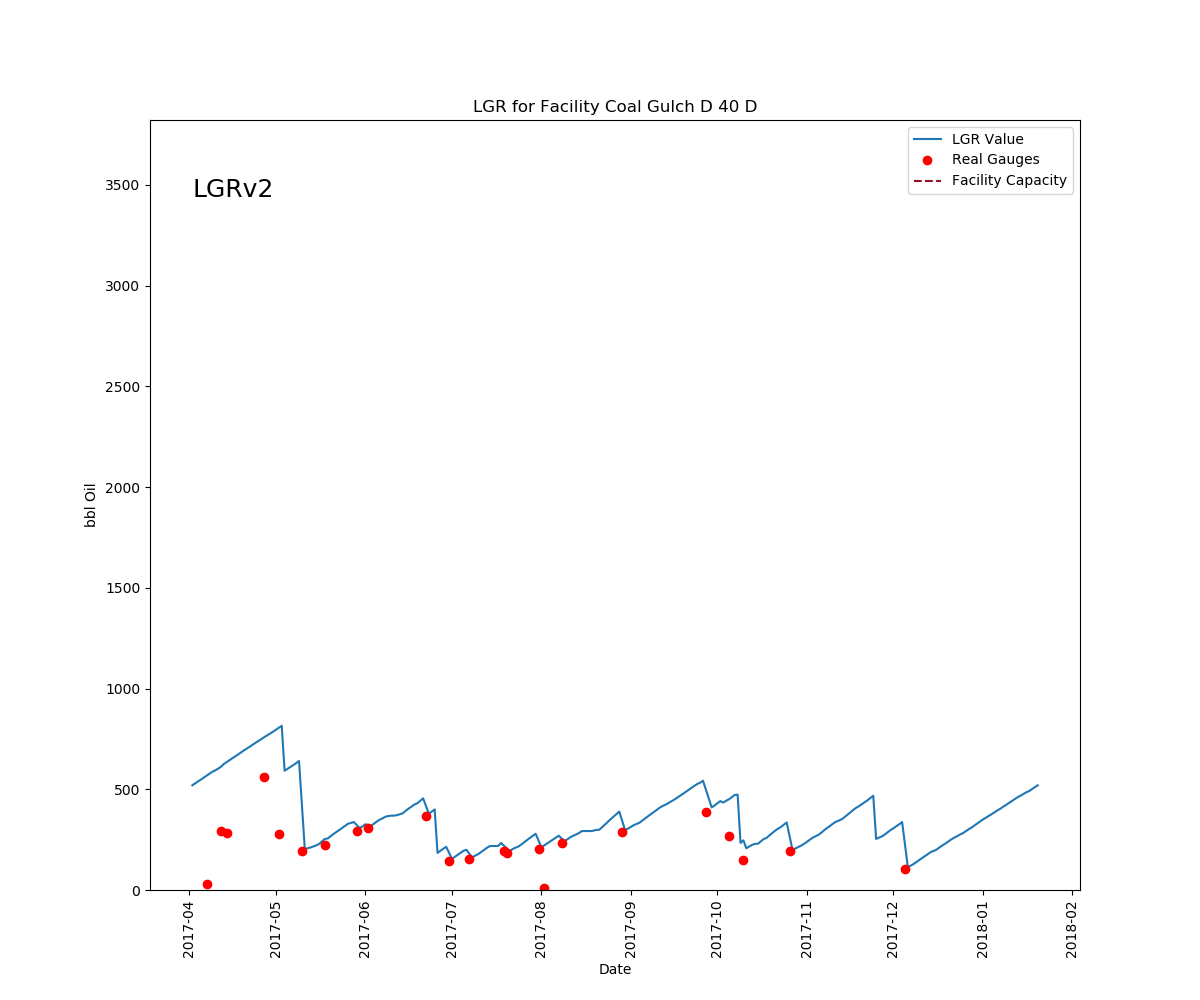 LGR for Facility Coal Gulch D 40 D
LGR Value
Real Gauges
Facility Capacity
LGRv2
3500
3000
2500
2000
1500
1000
500
0
bbl Oil
2017-04
2017-05
2017-06
2017-07
2017-08
2017-09
2017-10
2017-11
2017-12
2018-01
2018-02
Date